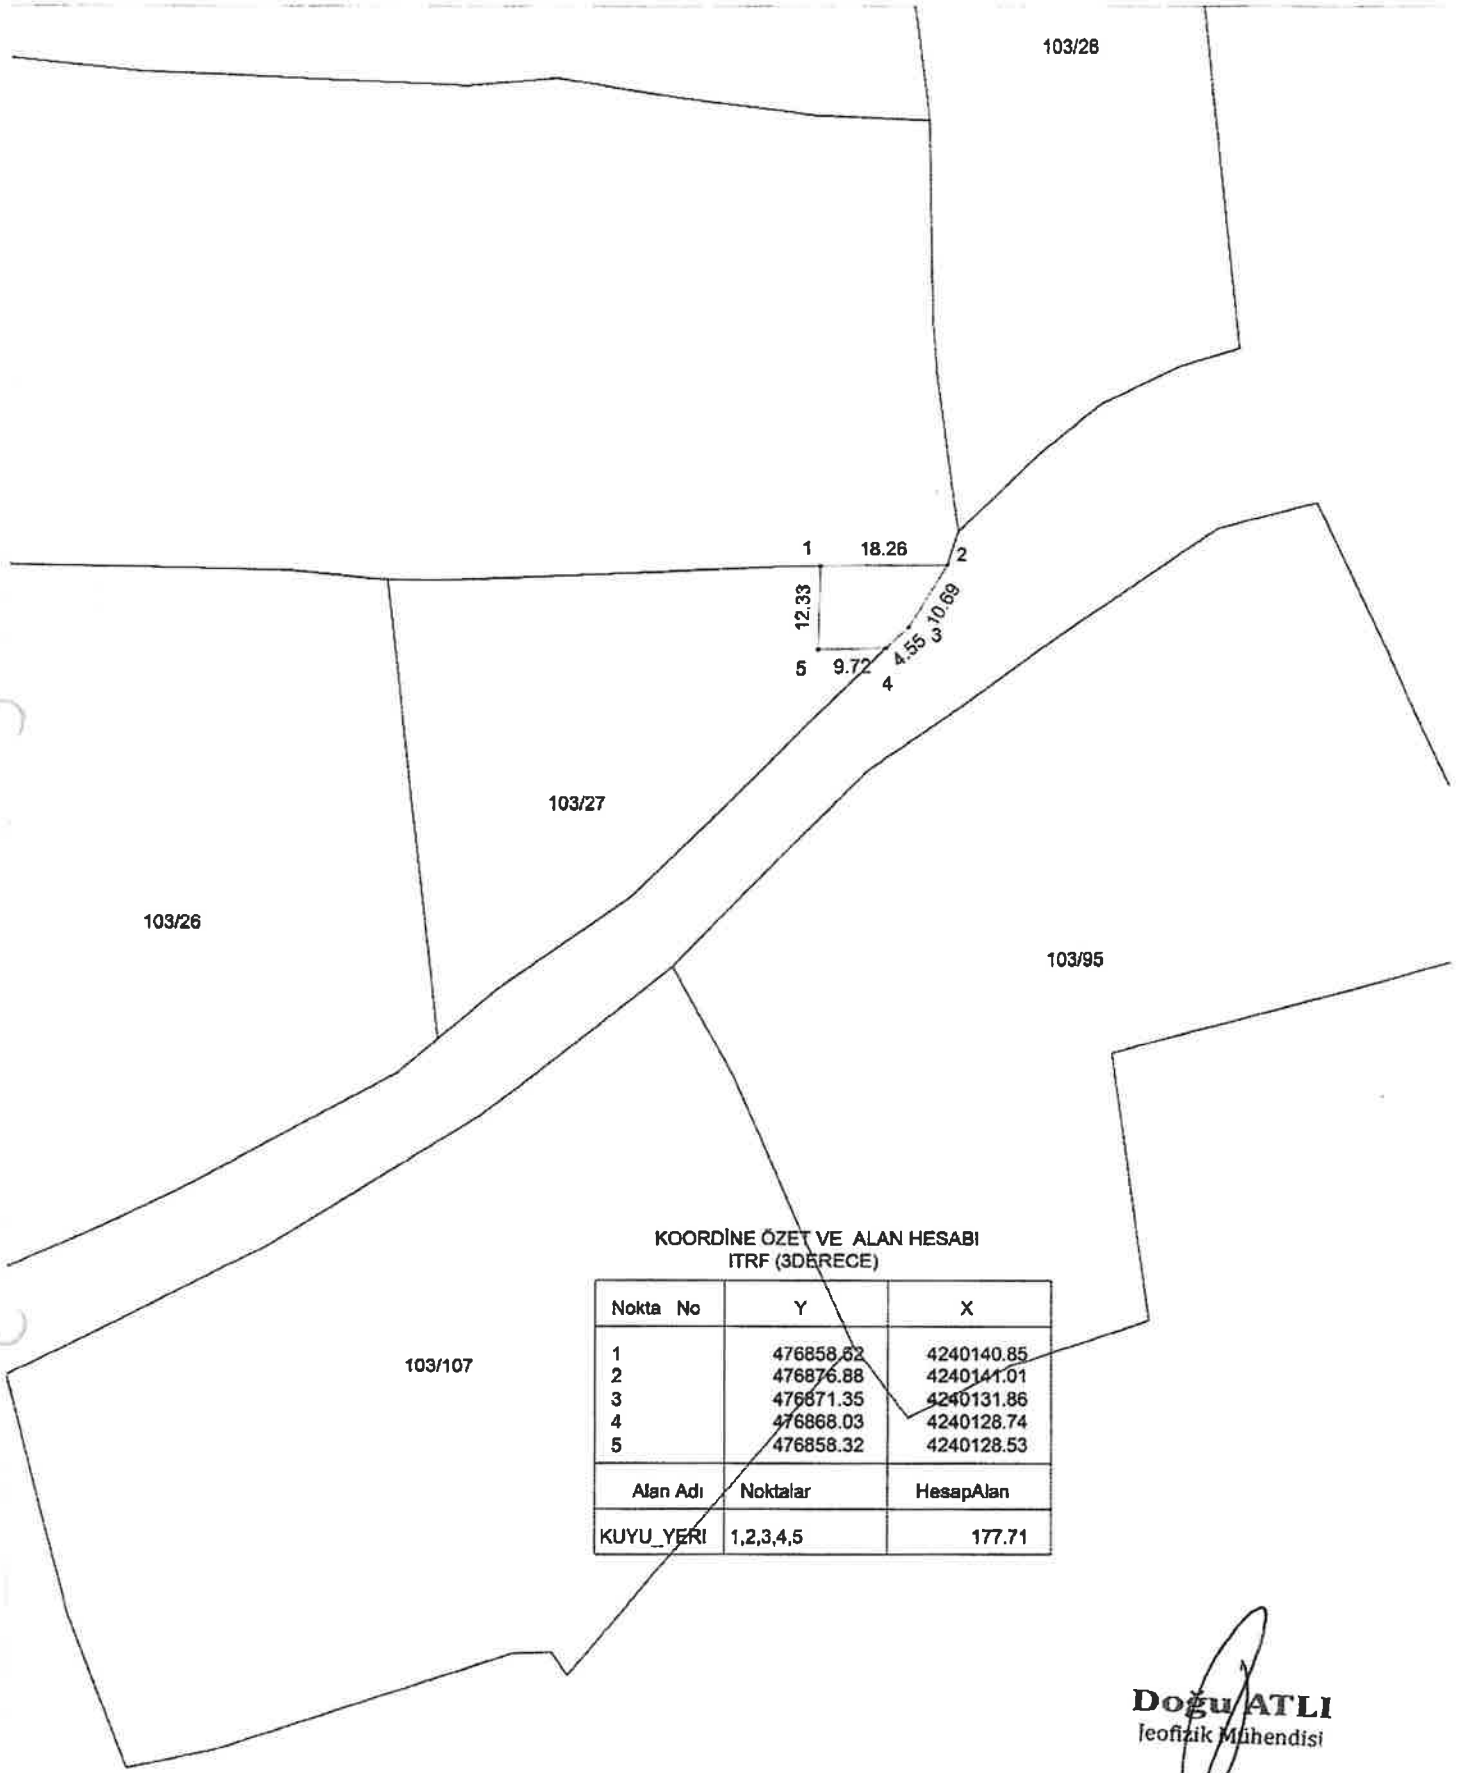 103/28
1 18.26 2
12.33
10.69
3
4.55
5 9.72
4
103/27
103/26
103/95
KOORDİNE ÖZET VE ALAN HESABI
ITRF (3DERECE)
Nokta No Y X
1 476858.62 4240140.85
2 476876.88 4240141.01
3 476871.35 4240131.86
4 476868.03 4240128.74
5 476858.32 4240128.53
Alan Adı Noktalar HesapAlan
KUYU_YERİ 1,2,3,4,5 177.71
103/107
Doğu ATLI
Jeofizik Mühendisi